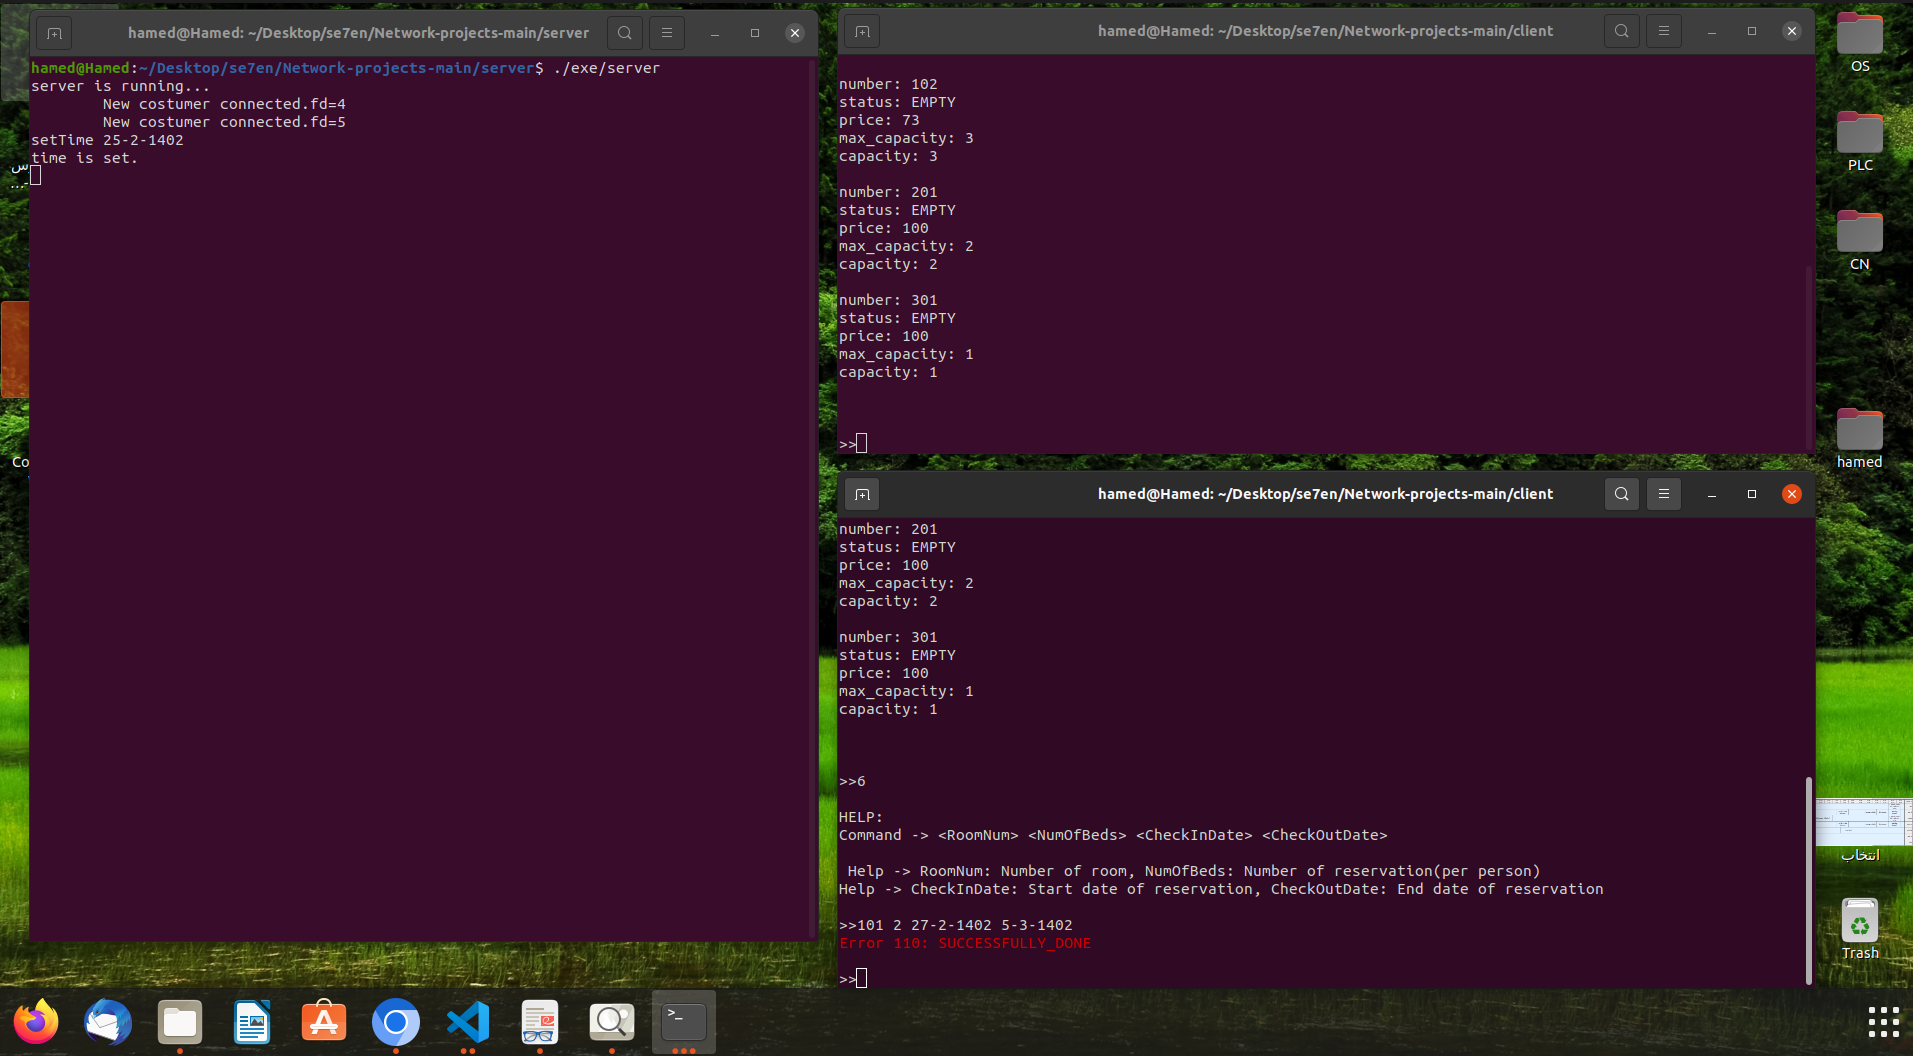 hamed@Hamed: ~/Desktop/se7en/Network-projects-main/server
hamed@Hamed:~/Desktop/se7en/Network-projects-main/server$ ./exe/server
server is running...
New costumer connected.fd=4
New costumer connected.fd=5
setTime 25-2-1402
time is set.
hamed@Hamed: ~/Desktop/se7en/Network-projects-main/client
number: 102
status: EMPTY
price: 73
max_capacity: 3
capacity: 3
number: 201
status: EMPTY
price: 100
max_capacity: 2
capacity: 2
number: 301
status: EMPTY
price: 100
max_capacity: 1
capacity: 1
>>
hamed@Hamed: ~/Desktop/se7en/Network-projects-main/client
number: 201
status: EMPTY
price: 100
max_capacity: 2
capacity: 2
number: 301
status: EMPTY
price: 100
max_capacity: 1
capacity: 1
>>6
HELP:
Command -> <RoomNum> <NumOfBeds> <CheckInDate> <CheckOutDate>
Help -> RoomNum: Number of room, NumOfBeds: Number of reservation(per person)
Help -> CheckInDate: Start date of reservation, CheckOutDate: End date of reservation
>>101 2 27-2-1402 5-3-1402
Error 110: SUCCESSFULLY_DONE
>>
OS
PLC
CN
hamed
انتخاب
Trash
Co